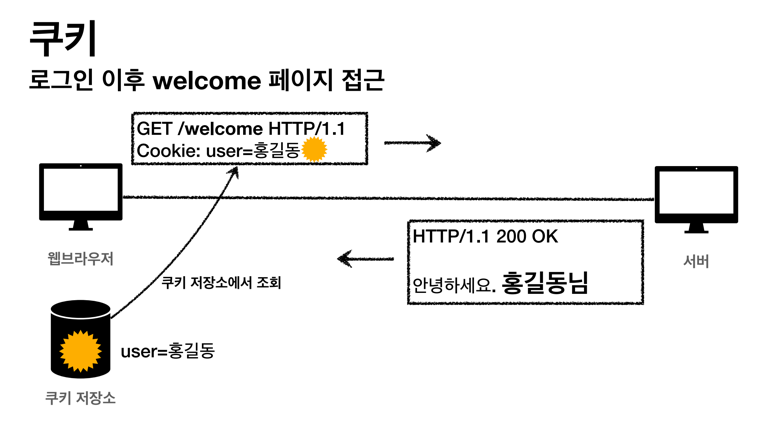 쿠키
로그인 이후 welcome 페이지 접근
GET /welcome HTTP/1.1
Cookie: user=홍길동
웹브라우저
HTTP/1.1 200 OK
안녕하세요. 홍길동님
서버
쿠키 저장소에서 조회
user=홍길동
쿠키 저장소